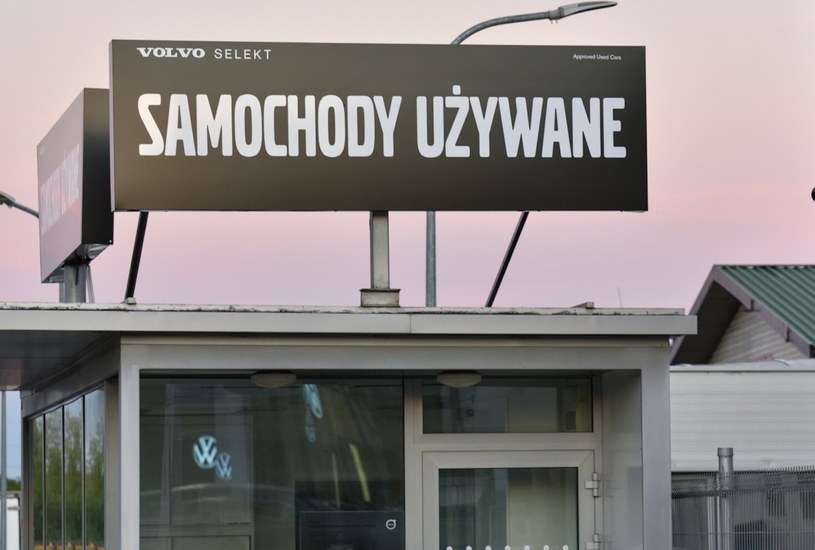 VOLVO SELEKT
Approved Used Cars
SAMOCHODY UŻYWANE